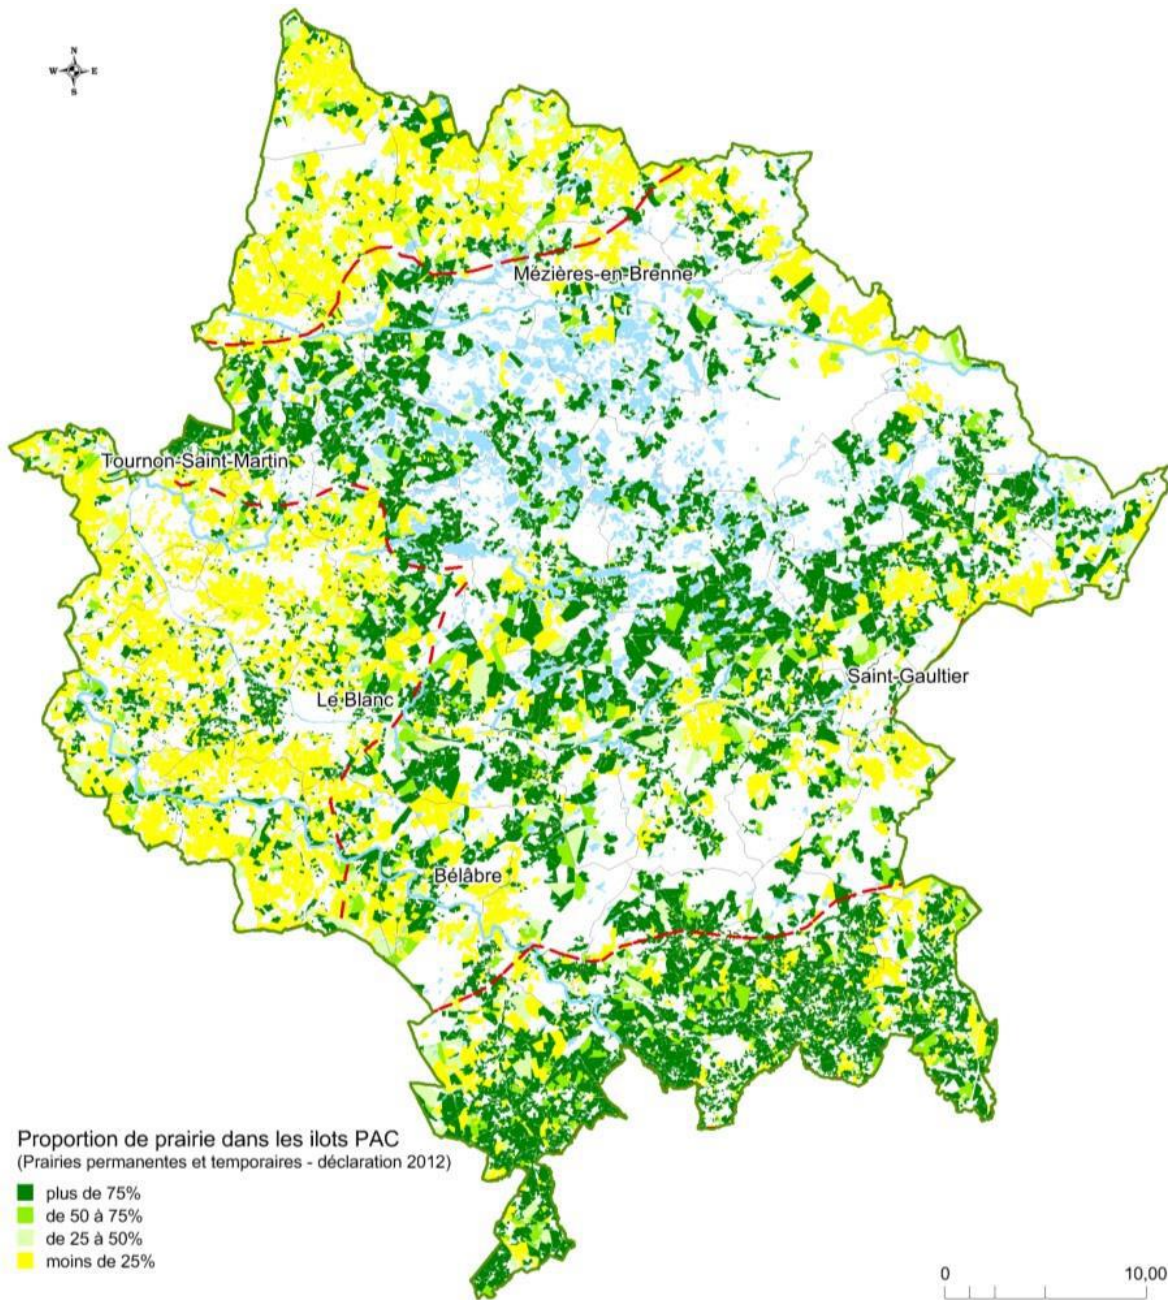 N
W E
S
Mézières-en-Brenne
Tournon-Saint-Martin
Saint-Gaultier
Le Blanc
Bélâbre
Proportion de prairie dans les ilots PAC
(Prairies permanentes et temporaires - déclaration 2012)
plus de 75%
de 50 à 75%
de 25 à 50%
moins de 25%
0 10,00